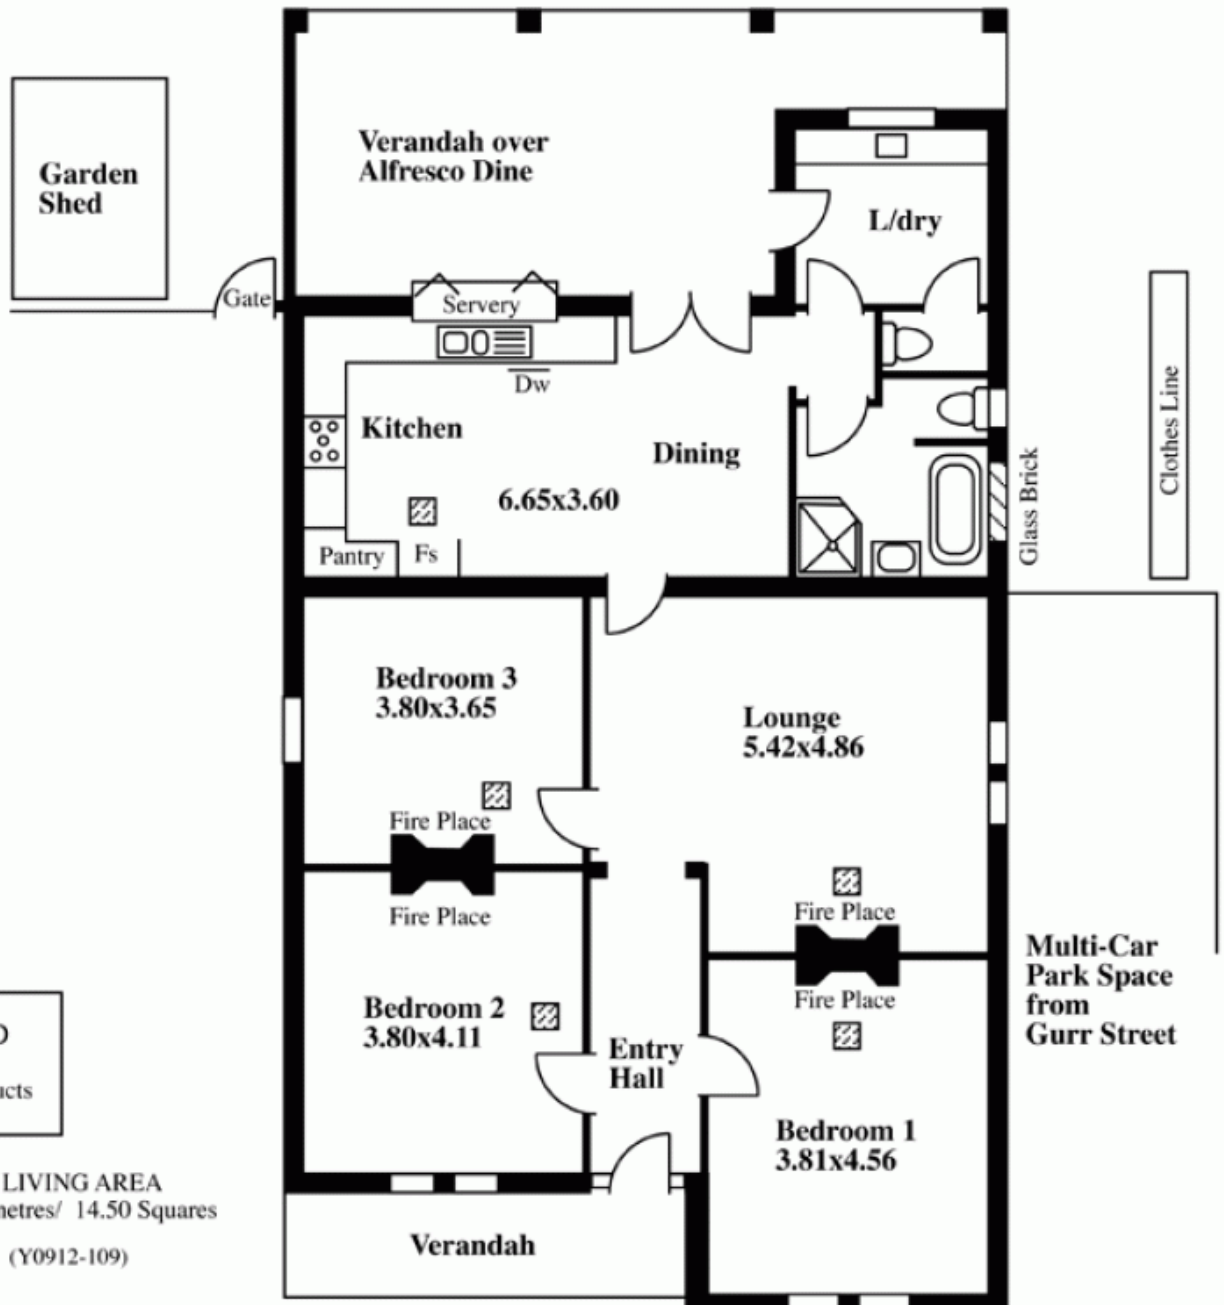 Verandah over
Alfresco Dine
Garden
Shed
L/dry
Gate
Servery
Dw
Kitchen
Dining
6.65x3.60
Pantry
Fs
Glass Brick
Clothes Line
Bedroom 3
3.80x3.65
Lounge
5.42x4.86
Fire Place
Fire Place
Fire Place
Fire Place
Multi-Car
Park Space
from
Gurr Street
Bedroom 2
3.80x4.11
Entry
Hall
Bedroom 1
3.81x4.56
LIVING AREA
14.50 Squares
(Y0912-109)
Verandah